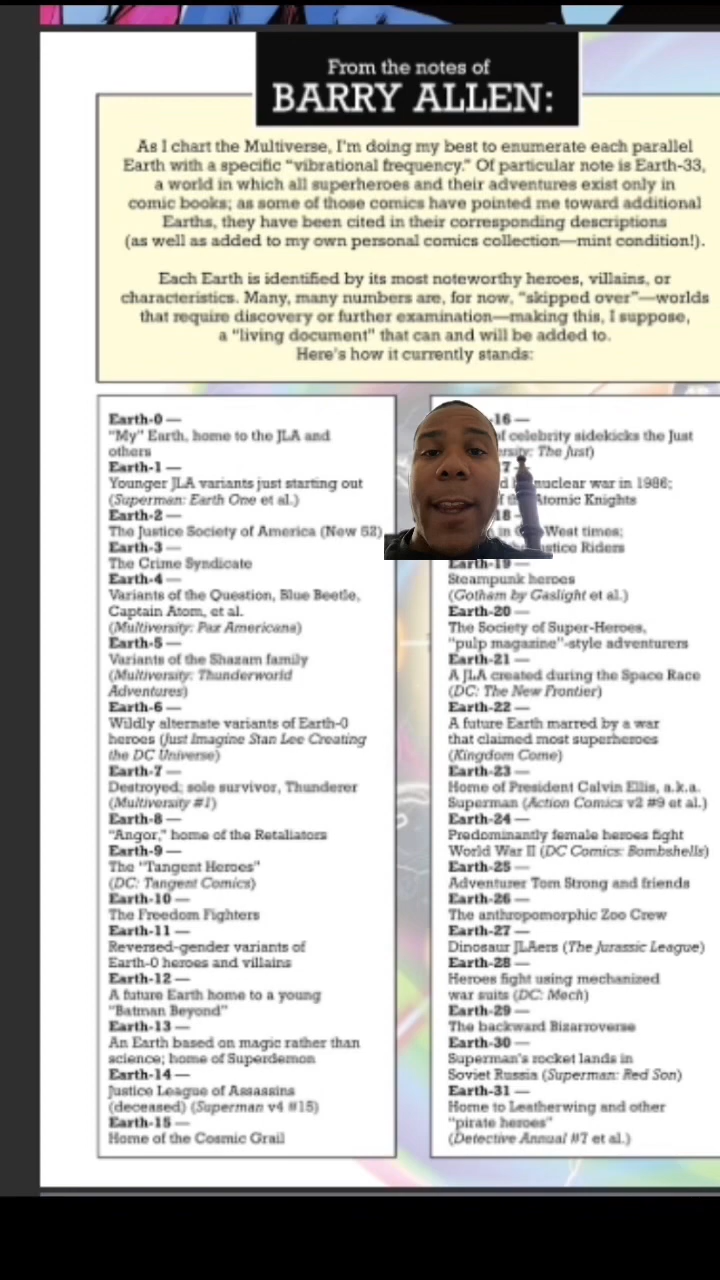 From the notes of
BARRY ALLEN:
As I chart the Multiverse, I'm doing my best to enumerate each parallel
Earth with a specific "vibrational frequency." Of particular note is Earth-33,
a world in which all superheroes and their adventures exist only in
comic books; as some of those comics have pointed me toward additional
Earths, they have been cited in their corresponding descriptions
(as well as added to my own personal comics collection—mint condition!).
Each Earth is identified by its most noteworthy heroes, villains, or
characteristics. Many, many numbers are, for now, "skipped over"—worlds
that require discovery or further examination—making this, I suppose,
a "living document" that can and will be added to.
Here's how it currently stands:
Earth-0 —
"My" Earth, home to the JLA and
others
Earth-1 —
Younger JLA variants just starting out
(Superman: Earth One et al.)
Earth-2 —
The Justice Society of America (New 52)
Earth-3 —
The Crime Syndicate
Earth-4 —
Variants of the Question, Blue Beetle,
Captain Atom, et al.
(Multiversity: Pax Americana)
Earth-5 —
Variants of the Shazam family
(Multiversity: Thunderworld
Adventures)
Earth-6 —
Wildly alternate variants of Earth-0
heroes (Just Imagine Stan Lee Creating
the DC Universe)
Earth-7 —
Destroyed; sole survivor, Thunderer
(Multiversity #1)
Earth-8 —
"Angor," home of the Retaliators
Earth-9 —
The "Tangent Heroes"
(DC: Tangent Comics)
Earth-10 —
The Freedom Fighters
Earth-11 —
Reversed-gender variants of
Earth-0 heroes and villains
Earth-12 —
A future Earth home to a young
"Batman Beyond"
Earth-13 —
An Earth based on magic rather than
science; home of Superdemon
Earth-14 —
Justice League of Assassins
(deceased) (Superman v4 #15)
Earth-15 —
Home of the Cosmic Grail
-16 —
of celebrity sidekicks the Just
The Just)
7 —
nuclear war in 1986;
Atomic Knights
18 —
in West times;
Riders
Earth-19 —
Steampunk heroes
(Gotham by Gaslight et al.)
Earth-20 —
The Society of Super-Heroes,
"pulp magazine"-style adventurers
Earth-21 —
A JLA created during the Space Race
(DC: The New Frontier)
Earth-22 —
A future Earth marred by a war
that claimed most superheroes
(Kingdom Come)
Earth-23 —
Home of President Calvin Ellis, a.k.a.
Superman (Action Comics v2 #9 et al.)
Earth-24 —
Predominantly female heroes fight
World War II (DC Comics: Bombshells)
Earth-25 —
Adventurer Tom Strong and friends
Earth-26 —
The anthropomorphic Zoo Crew
Earth-27 —
Dinosaur JLAers (The Jurassic League)
Earth-28 —
Heroes fight using mechanized
war suits (DC: Mech)
Earth-29 —
The backward Bizarroverse
Earth-30 —
Superman's rocket lands in
Soviet Russia (Superman: Red Son)
Earth-31 —
Home to Leatherwing and other
"pirate heroes"
(Detective Annual #7 et al.)